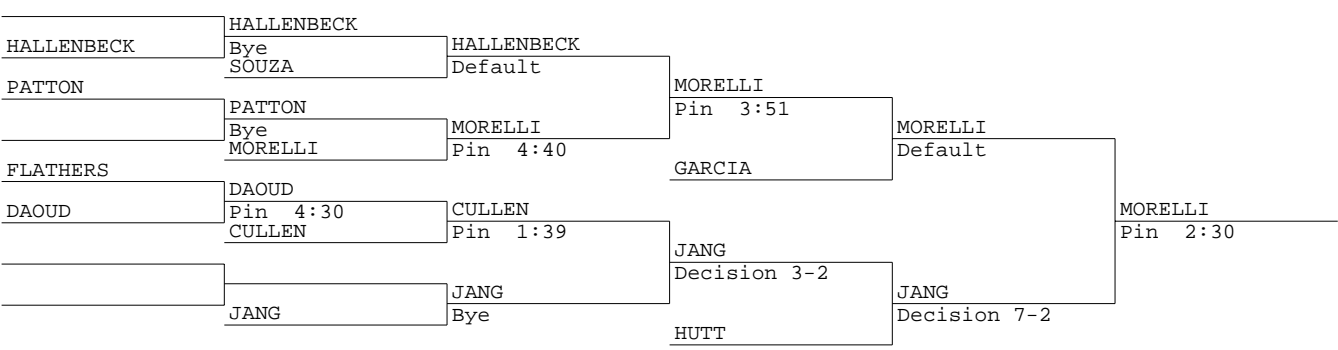 HALLENBECK
HALLENBECK
Bye
HALLENBECK
SOUZA
Default
PATTON
MORELLI
PATTON
Pin 3:51
Bye
MORELLI
MORELLI
MORELLI
Pin 4:40
Default
FLATHERS
GARCIA
DAOUD
DAOUD
Pin 4:30
CULLEN
MORELLI
CULLEN
Pin 1:39
Pin 2:30
JANG
Decision 3-2
JANG
JANG
JANG
Bye
Decision 7-2
HUTT